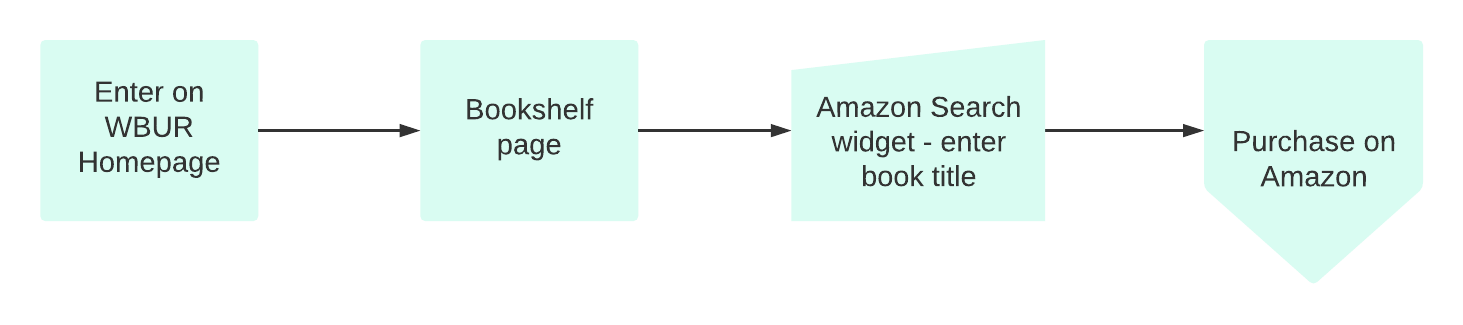 Enter on
WBUR
Homepage
Bookshelf
page
Amazon Search
widget - enter
book title
Purchase on
Amazon